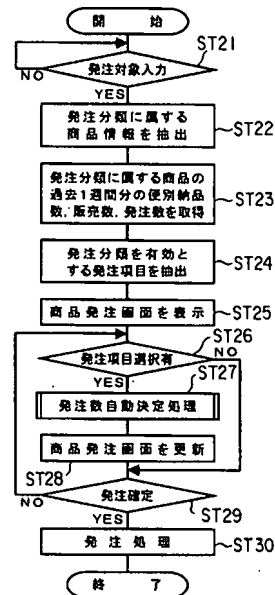 開始
ST21
発注対象入力
NO
YES
発注分類に属する
商品情報を抽出
ST22
発注分類に属する商品の
過去1週間分の便別納品
数,販売数,発注数を取得
ST23
発注分類を有効と
する発注項目を抽出
ST24
商品発注画面を表示
ST25
ST26
発注項目選択有
NO
YES
ST27
発注数自動決定処理
商品発注画面を更新
ST28
NO
発注確定
ST29
YES
発注処理
ST30
終了